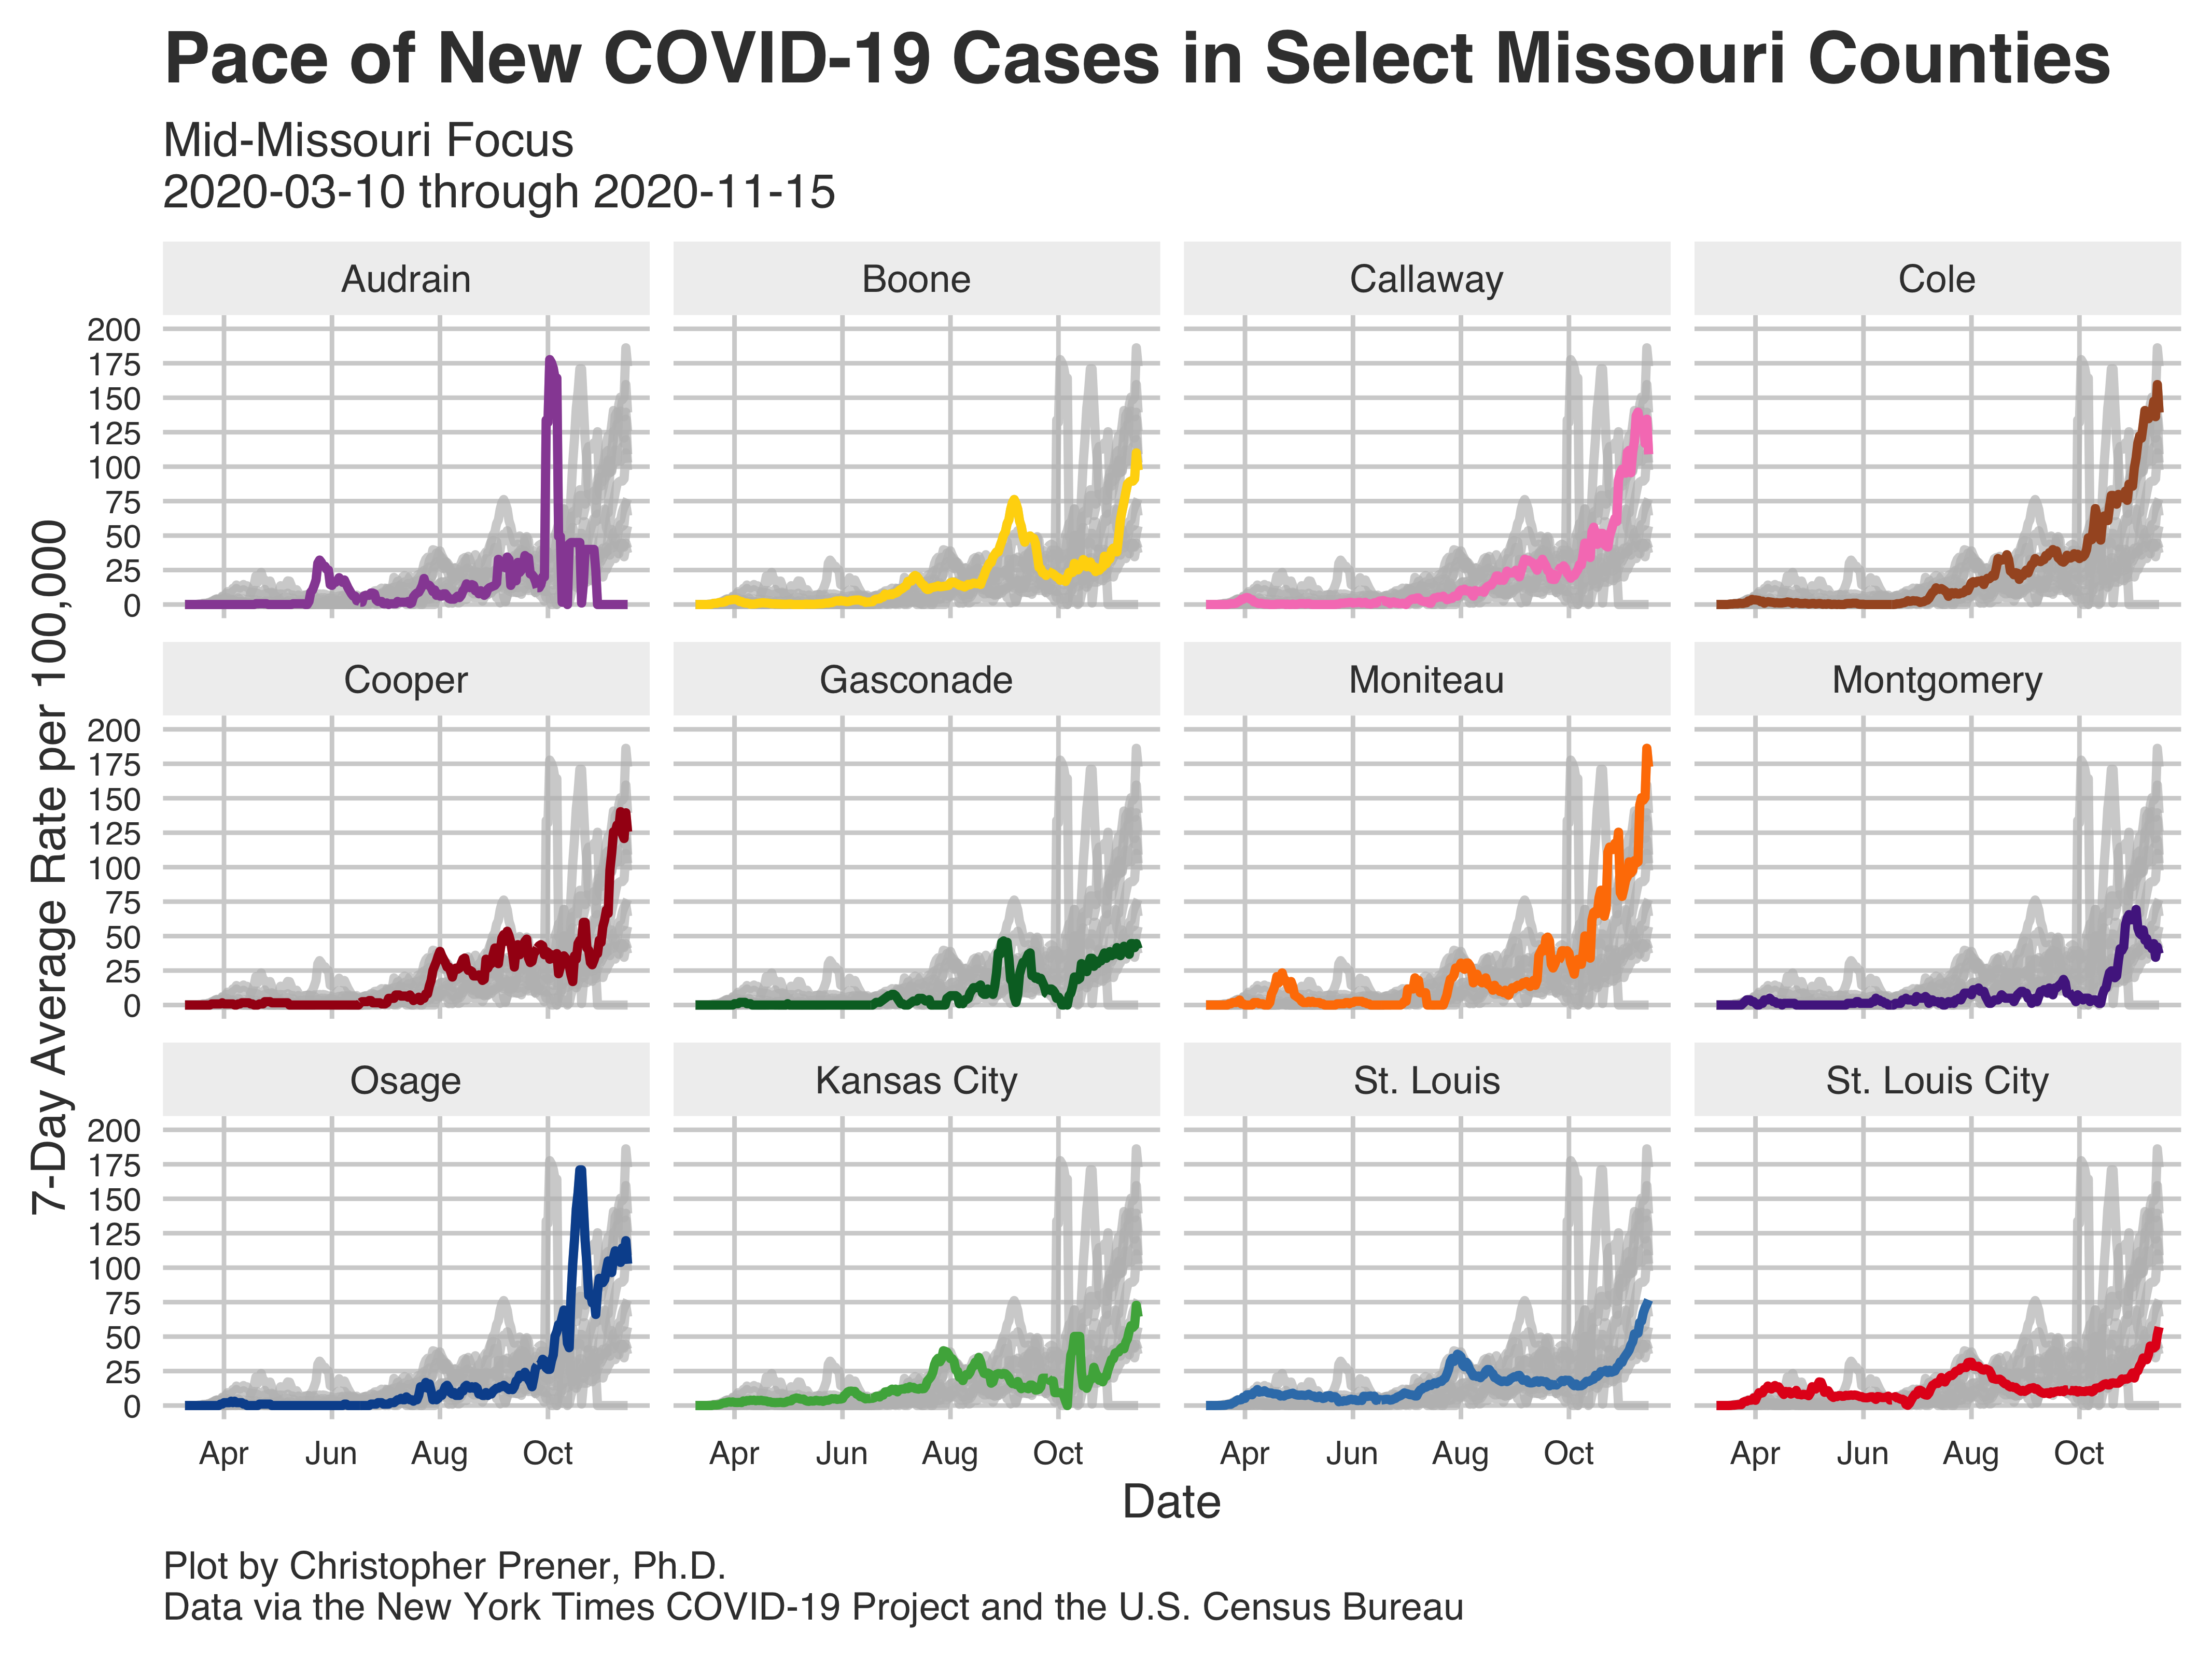 Pace of New COVID-19 Cases in Select Missouri Counties
Mid-Missouri Focus
2020-03-10 through 2020-11-15
7-Day Average Rate per 100,000
Audrain Boone Callaway Cole
200
175
150
125
100
75
50
25
0
Cooper Gasconade Moniteau Montgomery
200
175
150
125
100
75
50
25
0
Osage Kansas City St. Louis St. Louis City
200
175
150
125
100
75
50
25
0
Apr Jun Aug Oct Apr Jun Aug Oct Apr Jun Aug Oct Apr Jun Aug Oct
Date
Plot by Christopher Prener, Ph.D.
Data via the New York Times COVID-19 Project and the U.S. Census Bureau